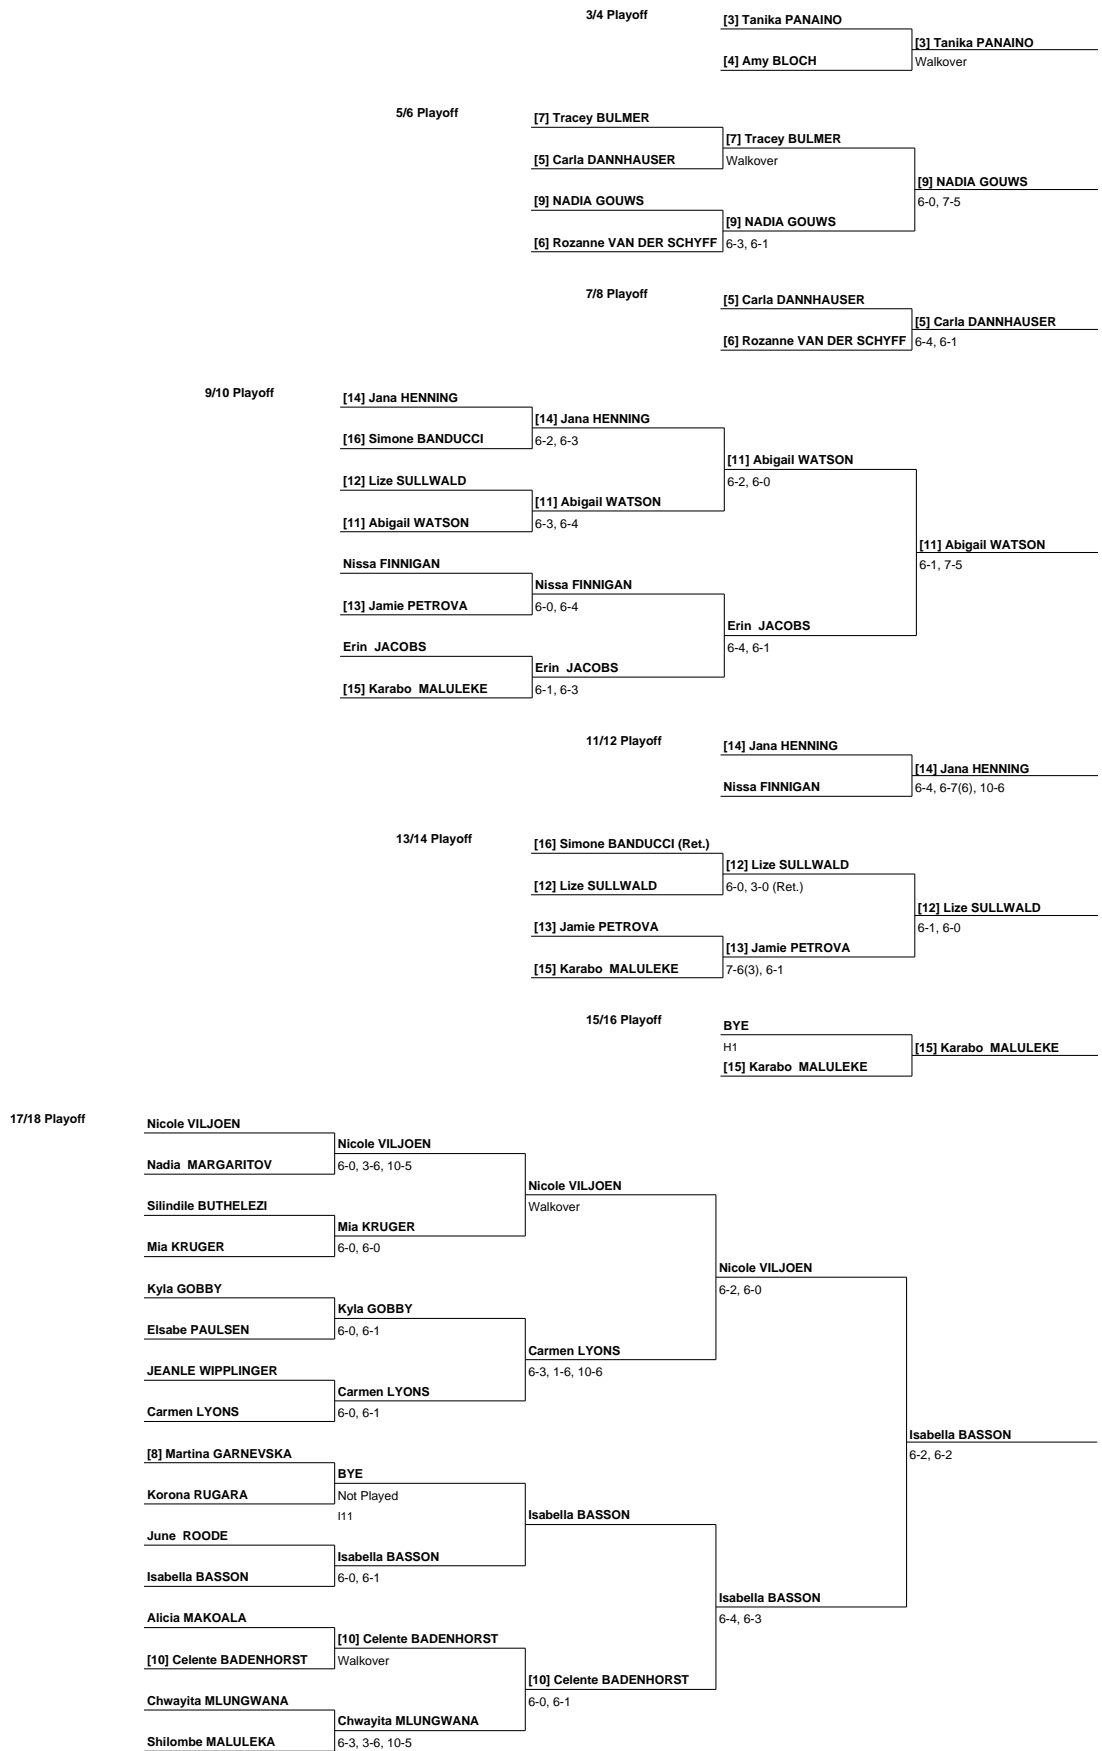 3/4 Playoff
[3] Tanika PANAINO
[3] Tanika PANAINO
[4] Amy BLOCH
Walkover
5/6 Playoff
[7] Tracey BULMER
[7] Tracey BULMER
[5] Carla DANNHAUSER
Walkover
[9] NADIA GOUWS
[9] NADIA GOUWS
6-0, 7-5
[9] NADIA GOUWS
[6] Rozanne VAN DER SCHYFF
6-3, 6-1
7/8 Playoff
[5] Carla DANNHAUSER
[5] Carla DANNHAUSER
[6] Rozanne VAN DER SCHYFF
6-4, 6-1
9/10 Playoff
[14] Jana HENNING
[14] Jana HENNING
[16] Simone BANDUCCI
6-2, 6-3
[11] Abigail WATSON
[12] Lize SULLWALD
6-2, 6-0
[11] Abigail WATSON
[11] Abigail WATSON
6-3, 6-4
[11] Abigail WATSON
Nissa FINNIGAN
6-1, 7-5
Nissa FINNIGAN
[13] Jamie PETROVA
6-0, 6-4
Erin JACOBS
Erin JACOBS
6-4, 6-1
Erin JACOBS
[15] Karabo MALULEKE
6-1, 6-3
11/12 Playoff
[14] Jana HENNING
[14] Jana HENNING
Nissa FINNIGAN
6-4, 6-7(6), 10-6
13/14 Playoff
[16] Simone BANDUCCI (Ret.)
[12] Lize SULLWALD
[12] Lize SULLWALD
6-0, 3-0 (Ret.)
[12] Lize SULLWALD
[13] Jamie PETROVA
6-1, 6-0
[13] Jamie PETROVA
[15] Karabo MALULEKE
7-6(3), 6-1
15/16 Playoff
BYE
H1
[15] Karabo MALULEKE
[15] Karabo MALULEKE
17/18 Playoff
Nicole VILJOEN
Nicole VILJOEN
Nadia MARGARITOV
6-0, 3-6, 10-5
Nicole VILJOEN
Silindile BUTHELEZI
Walkover
Mia KRUGER
Mia KRUGER
6-0, 6-0
Nicole VILJOEN
Kyla GOBBY
6-2, 6-0
Kyla GOBBY
Elsabe PAULSEN
6-0, 6-1
Carmen LYONS
JEANLE WIPPLINGER
6-3, 1-6, 10-6
Carmen LYONS
Carmen LYONS
6-0, 6-1
Isabella BASSON
[8] Martina GARNEVSKA
6-2, 6-2
BYE
Korona RUGARA
Not Played
I11
Isabella BASSON
June ROODE
Isabella BASSON
Isabella BASSON
6-0, 6-1
Isabella BASSON
Alicia MAKOALA
6-4, 6-3
[10] Celente BADENHORST
[10] Celente BADENHORST
Walkover
[10] Celente BADENHORST
Chwayita MLUNGWANA
6-0, 6-1
Chwayita MLUNGWANA
Shilombe MALULEKA
6-3, 3-6, 10-5